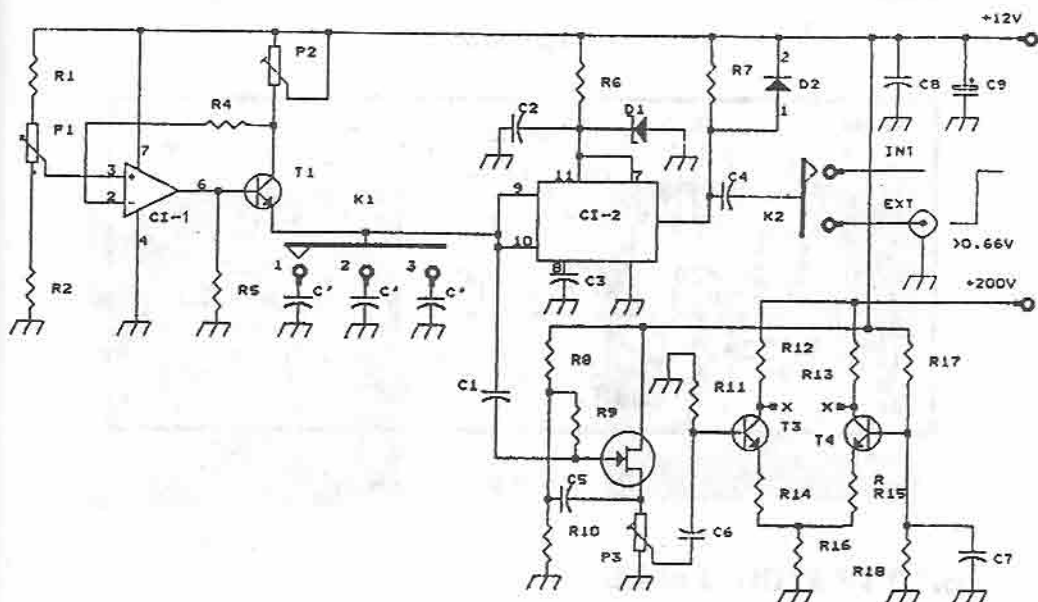 +12V
P2
R1
R6
R7
2
D2
C8
C9
R4
C2
D1
1
P1
7
11
7
INT
3
T1
9
C4
6
CI-2
K2
2
CI-1
K1
EXT
10
4
>0.66V
1
2
3
8
C3
R2
C'
C'
C'
R5
+200V
R8
R12
R17
C1
R11
R13
R9
X
X
T3
T4
C5
R14
R
R15
R10
C6
P3
R16
C7
R18